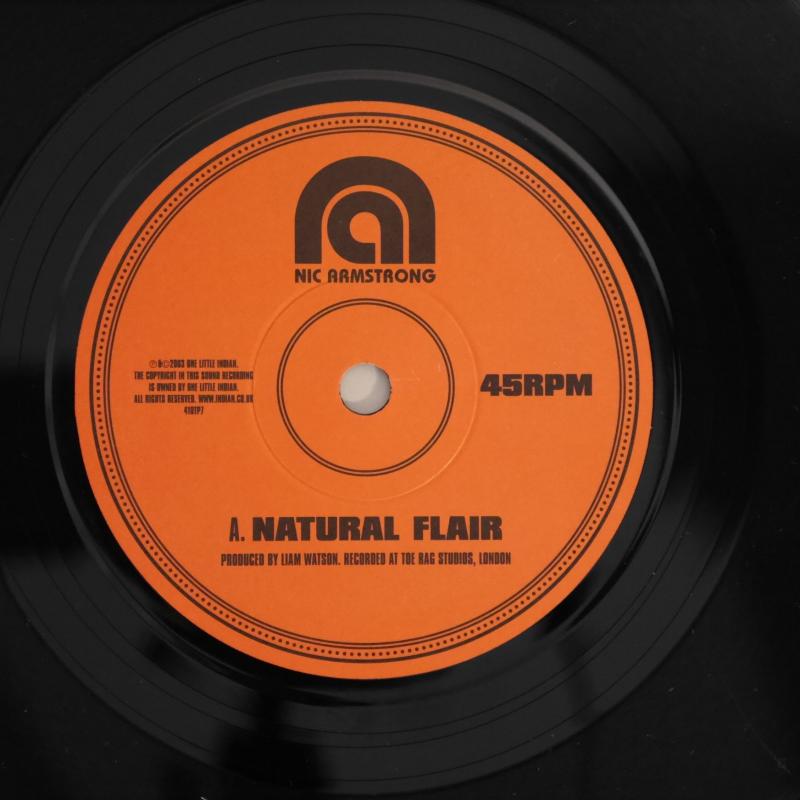 NIC ARMSTRONG
℗&©2003 ONE LITTLE INDIAN.
THE COPYRIGHT IN THIS SOUND RECORDING
IS OWNED BY ONE LITTLE INDIAN.
ALL RIGHTS RESERVED. WWW.INDIAN.CO.UK
410TP7
45RPM
A. NATURAL FLAIR
PRODUCED BY LIAM WATSON. RECORDED AT TOE RAG STUDIOS, LONDON